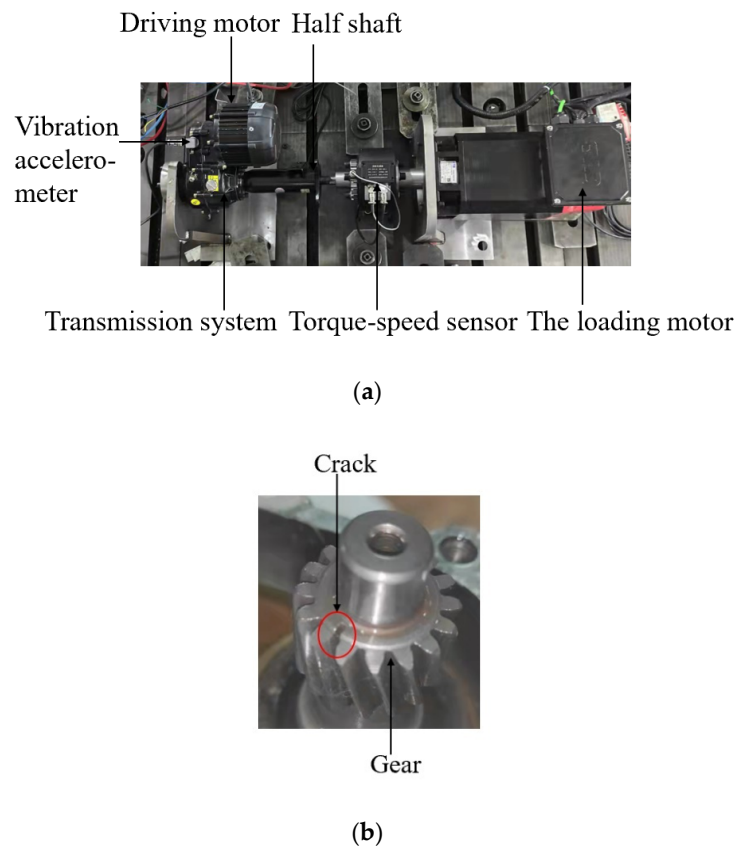 Driving motor Half shaft
Vibration
accelero-
meter
Transmission system Torque-speed sensor The loading motor
(a)
Crack
Gear
(b)